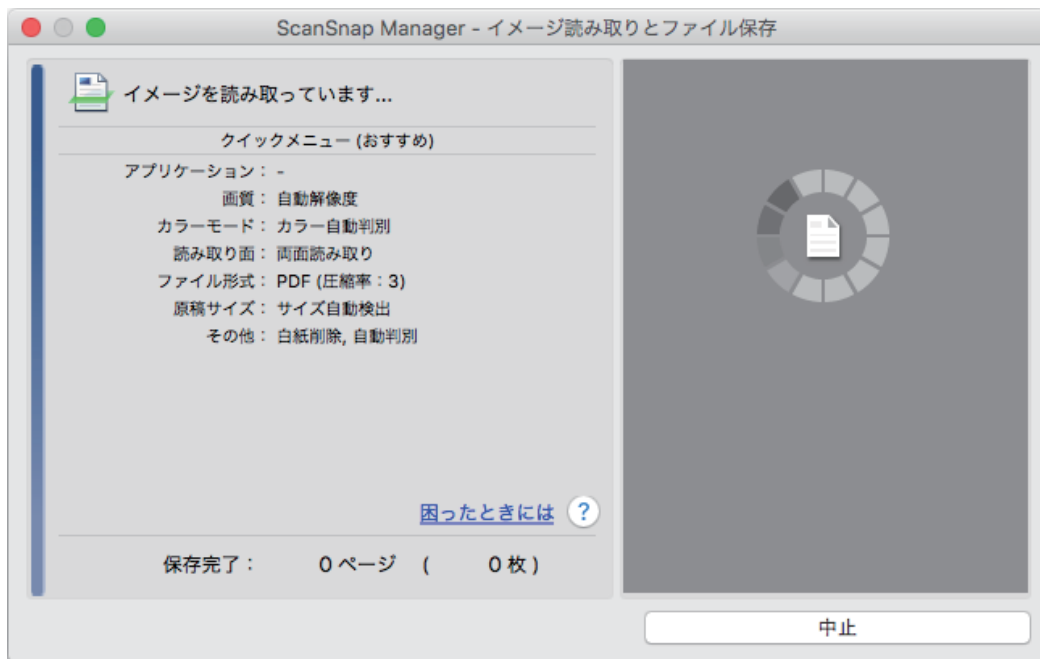 ScanSnap Manager - イメージ読み取りとファイル保存
イメージを読み取っています...
クイックメニュー (おすすめ)
アプリケーション： -
画質： 自動解像度
カラーモード： カラー自動判別
読み取り面： 両面読み取り
ファイル形式： PDF (圧縮率：3)
原稿サイズ： サイズ自動検出
その他： 白紙削除, 自動判別
困ったときには ?
保存完了： 0 ページ ( 0 枚 )
中止